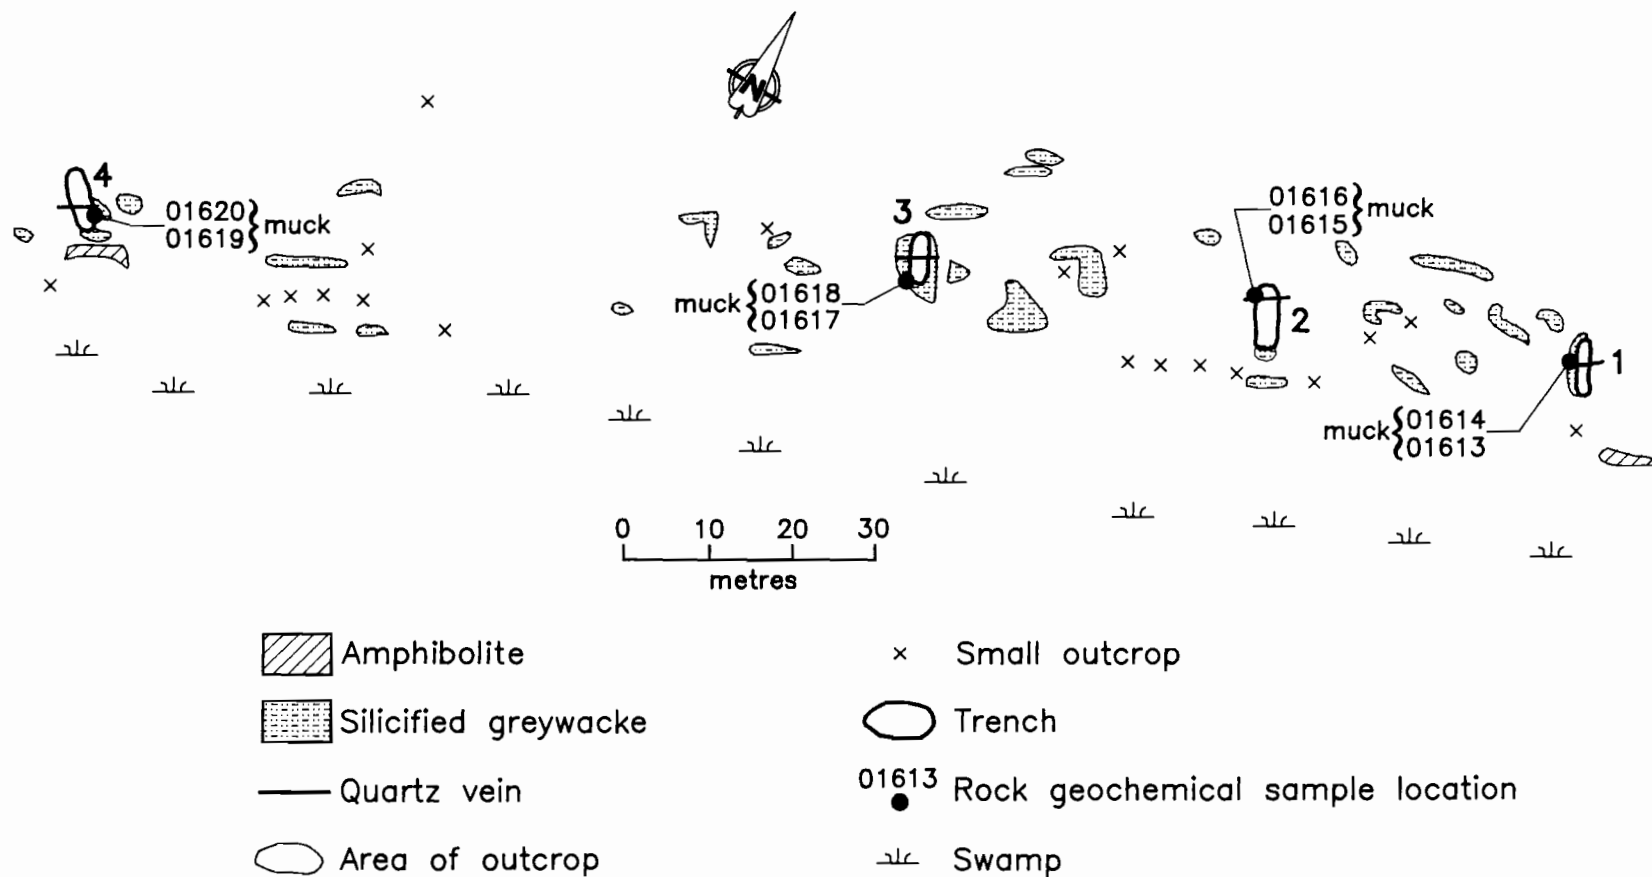 N
4
01620
01619
muck
3
muck
01618
01617
01616
01615
muck
2
1
muck
01614
01613
0 10 20 30
metres
Amphibolite
Silicified greywacke
Quartz vein
Area of outcrop
x Small outcrop
Trench
01613
Rock geochemical sample location
Swamp